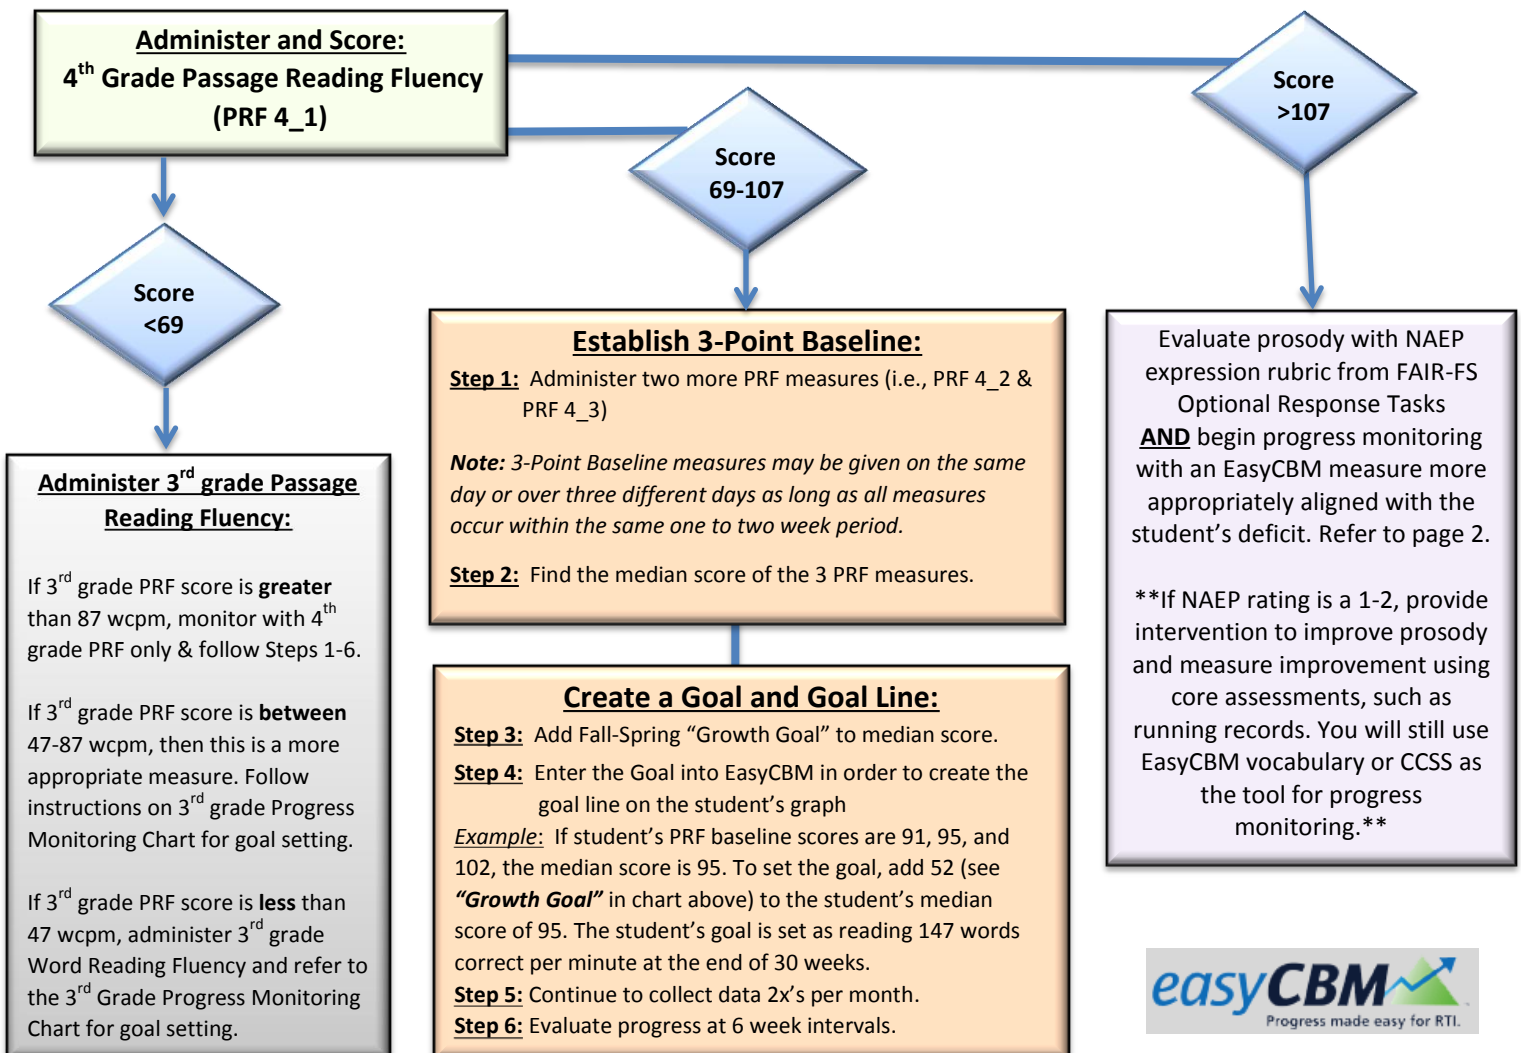 Administer and Score:
4th Grade Passage Reading Fluency
(PRF 4_1)
Score
>107
Score
69-107
Score
<69
Administer 3rd grade Passage
Reading Fluency:
If 3rd grade PRF score is greater
than 87 wcpm, monitor with 4th
grade PRF only & follow Steps 1-6.
If 3rd grade PRF score is between
47-87 wcpm, then this is a more
appropriate measure. Follow
instructions on 3rd grade Progress
Monitoring Chart for goal setting.
If 3rd grade PRF score is less than
47 wcpm, administer 3rd grade
Word Reading Fluency and refer to
the 3rd Grade Progress Monitoring
Chart for goal setting.
Establish 3-Point Baseline:
Step 1: Administer two more PRF measures (i.e., PRF 4_2 &
PRF 4_3)
Note: 3-Point Baseline measures may be given on the same
day or over three different days as long as all measures
occur within the same one to two week period.
Step 2: Find the median score of the 3 PRF measures.
Create a Goal and Goal Line:
Step 3: Add Fall-Spring “Growth Goal” to median score.
Step 4: Enter the Goal into EasyCBM in order to create the
goal line on the student’s graph
Example: If student’s PRF baseline scores are 91, 95, and
102, the median score is 95. To set the goal, add 52 (see
“Growth Goal” in chart above) to the student’s median
score of 95. The student’s goal is set as reading 147 words
correct per minute at the end of 30 weeks.
Step 5: Continue to collect data 2x’s per month.
Step 6: Evaluate progress at 6 week intervals.
Evaluate prosody with NAEP
expression rubric from FAIR-FS
Optional Response Tasks
AND begin progress monitoring
with an EasyCBM measure more
appropriately aligned with the
student’s deficit. Refer to page 2.
**If NAEP rating is a 1-2, provide
intervention to improve prosody
and measure improvement using
core assessments, such as
running records. You will still use
EasyCBM vocabulary or CCSS as
the tool for progress
monitoring.**
easyCBM
Progress made easy for RTI.